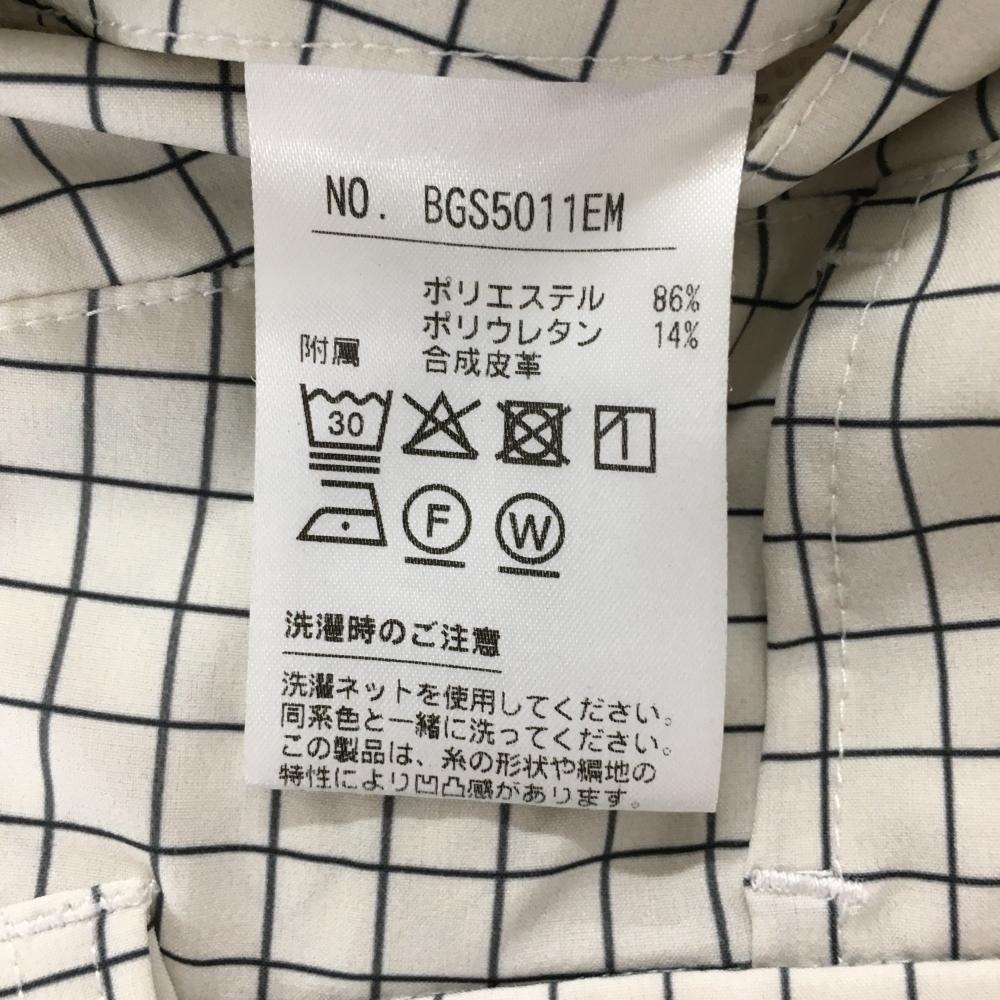 NO. BGS5011EM
ポリエステル 86%
ポリウレタン 14%
附属 合成皮革
30
F W
洗濯時のご注意
洗濯ネットを使用してください。
同系色と一緒に洗ってください。
この製品は、糸の形状や編地の
特性により凹凸感があります。